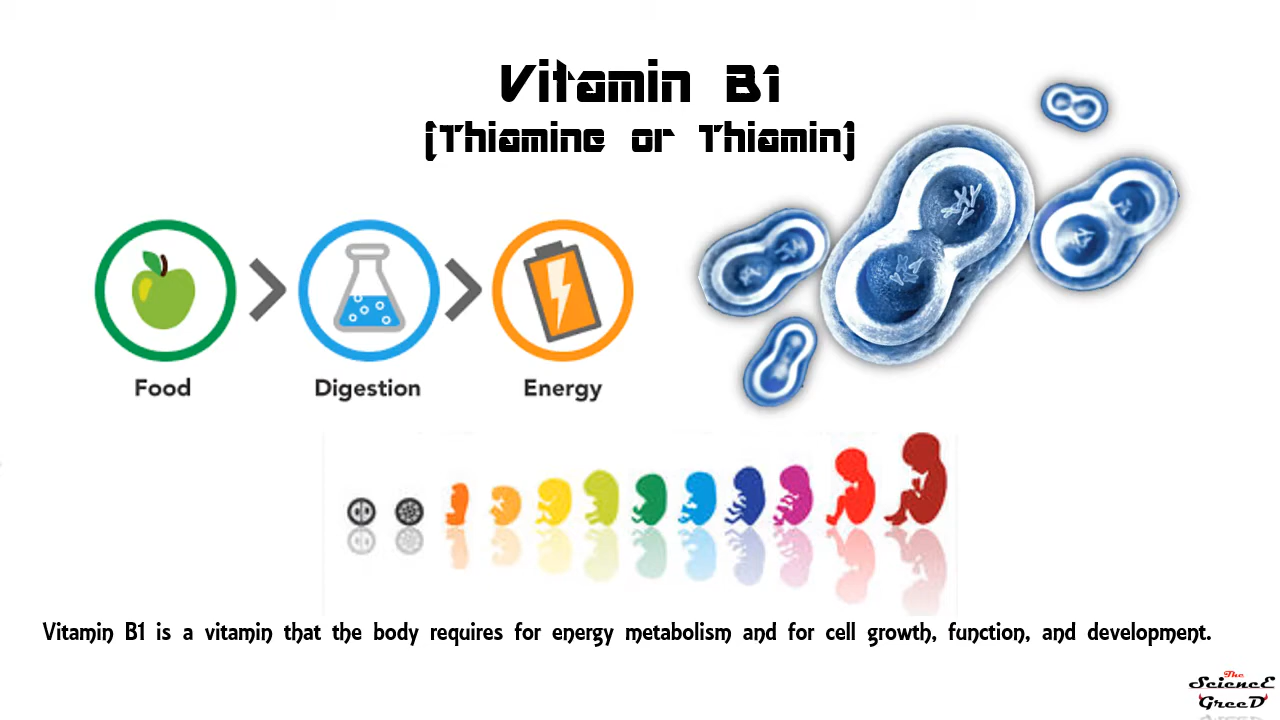 Vitamin B1
(Thiamine or Thiamin)
Food
Digestion
Energy
Vitamin B1 is a vitamin that the body requires for energy metabolism and for cell growth, function, and development.
The
SciencE
GreeD